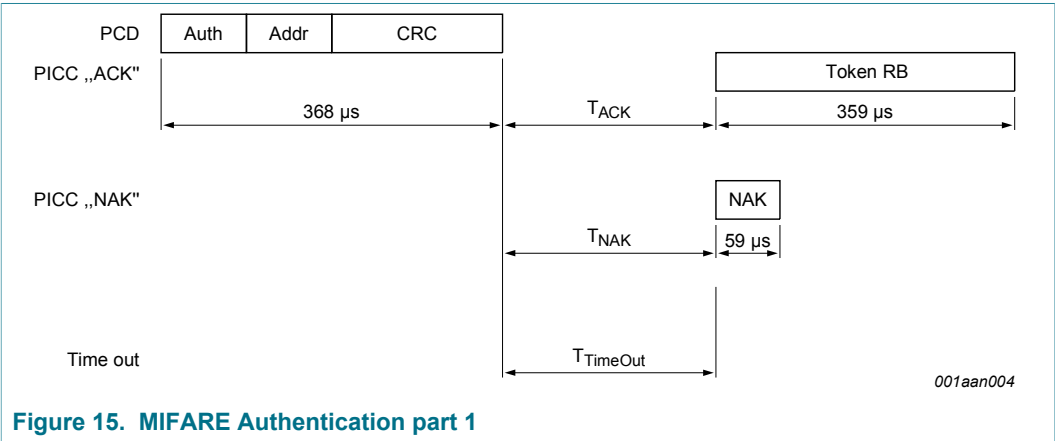 PCD Auth Addr CRC
PICC ,,ACK" Token RB
368 µs TACK 359 µs
PICC ,,NAK" NAK
TNAK 59 µs
Time out TTimeOut
001aan004
Figure 15. MIFARE Authentication part 1